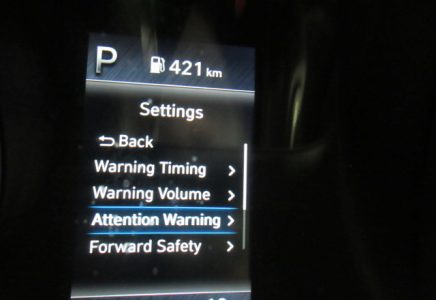 P 421 km
Settings
Back
Warning Timing
Warning Volume
Attention Warning
Forward Safety